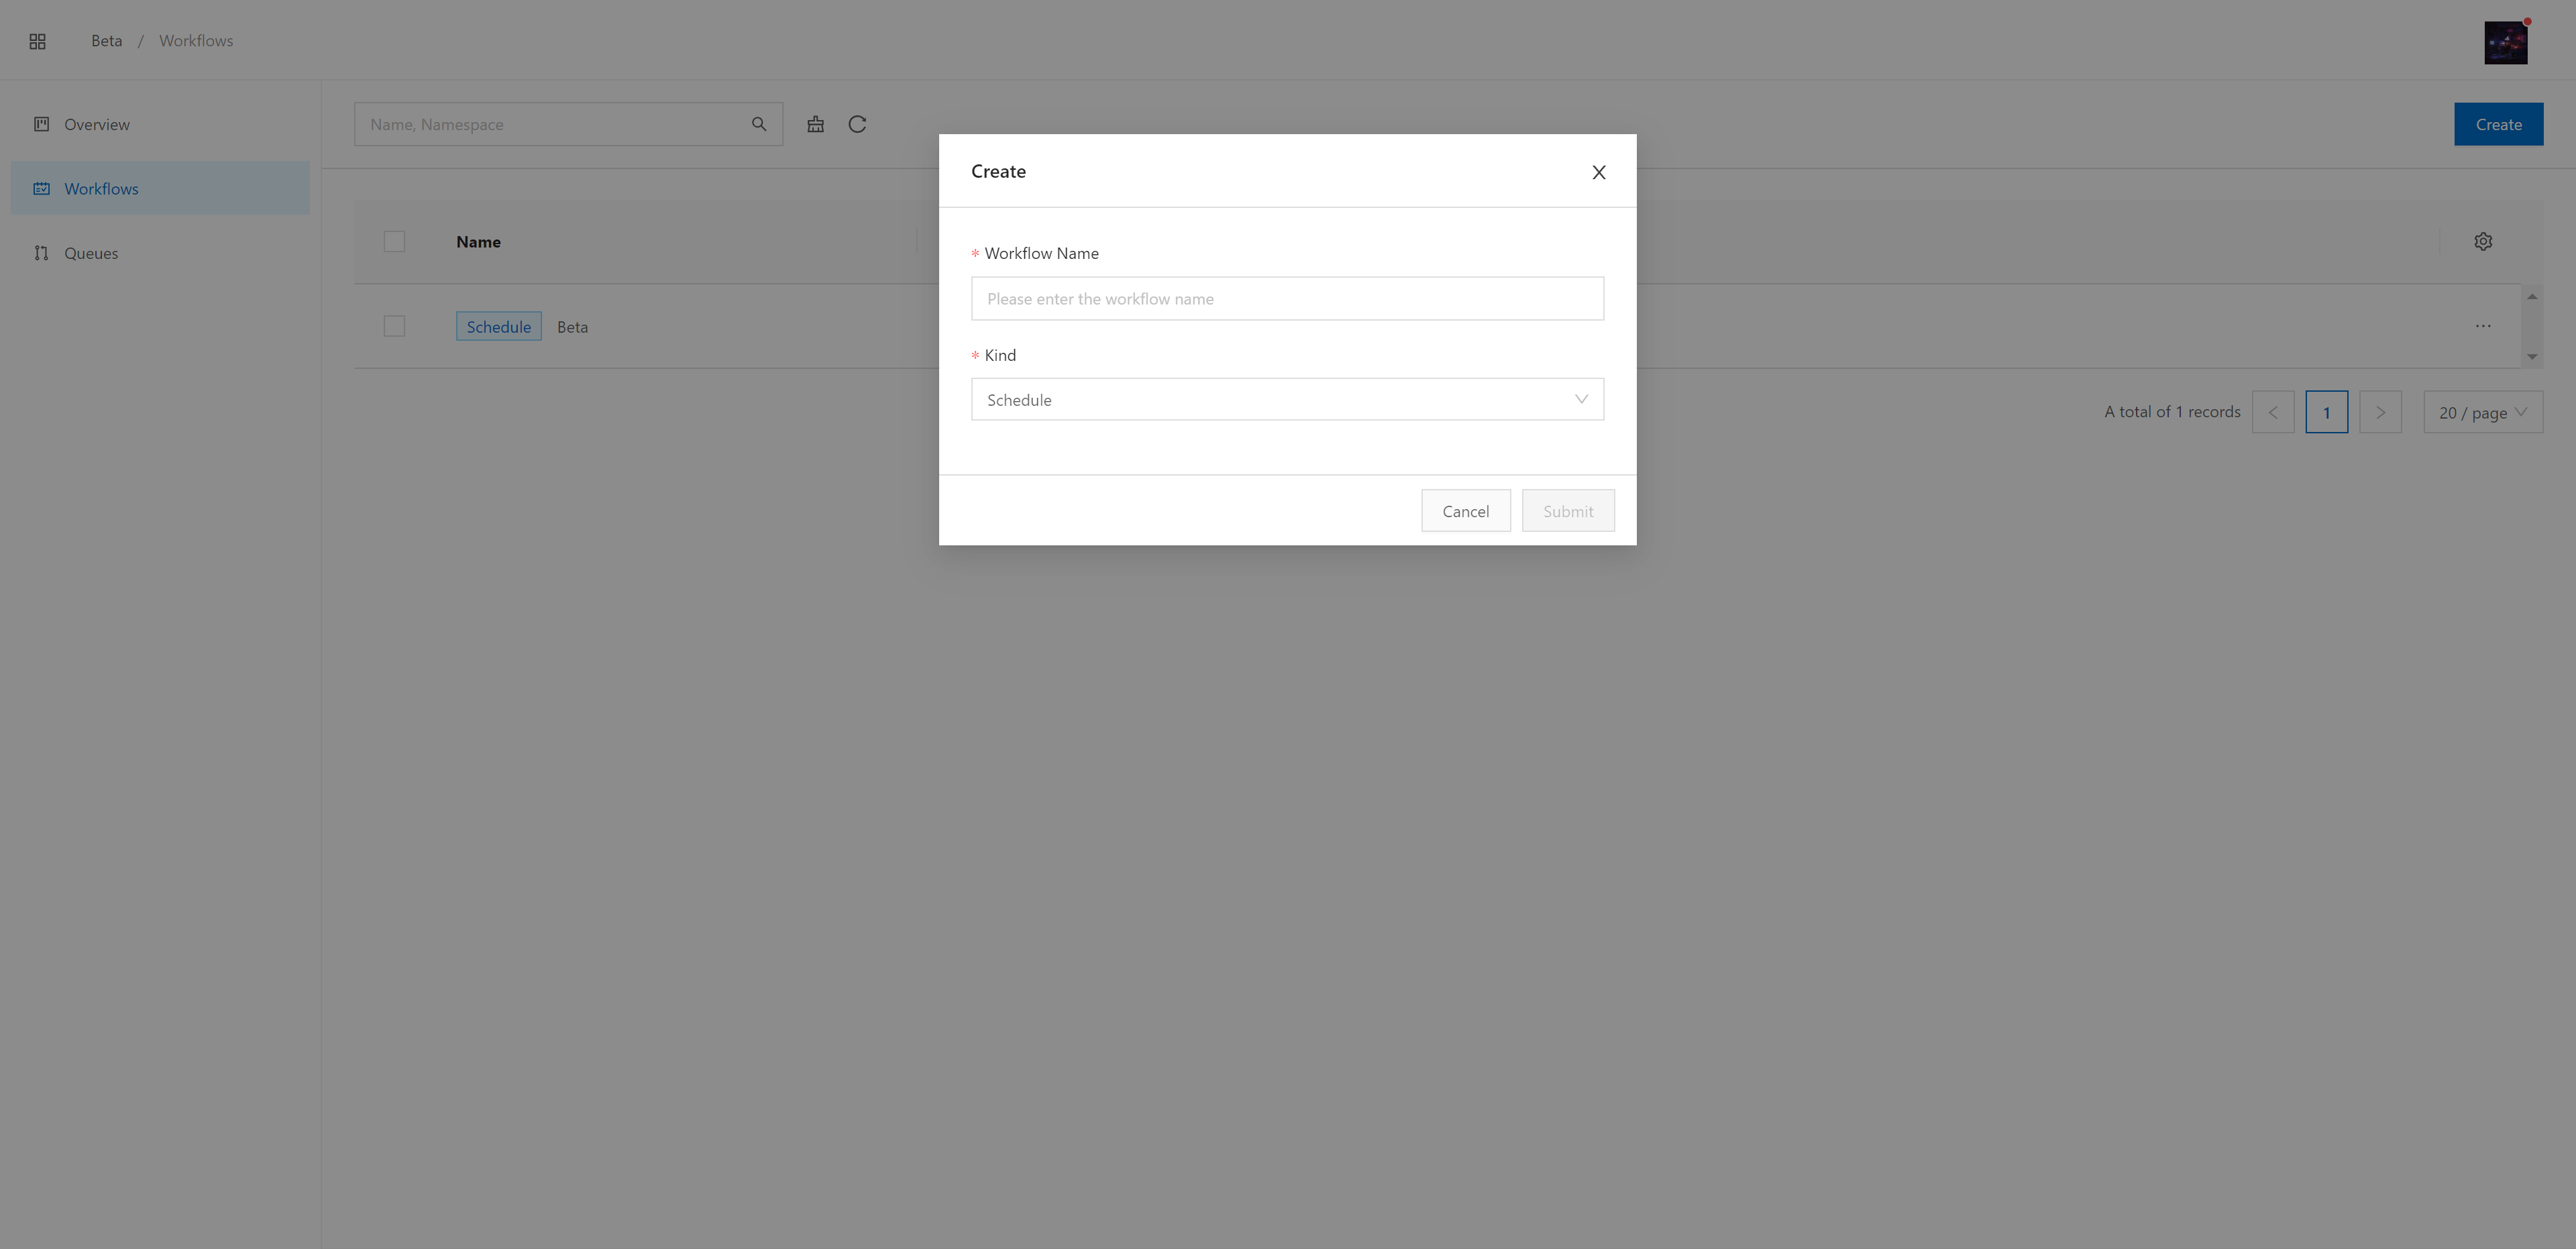 Beta / Workflows
Overview
Workflows
Queues
Name, Namespace
Create
Name
Schedule Beta
A total of 1 records
1
20 / page
Create
* Workflow Name
Please enter the workflow name
* Kind
Schedule
Cancel
Submit